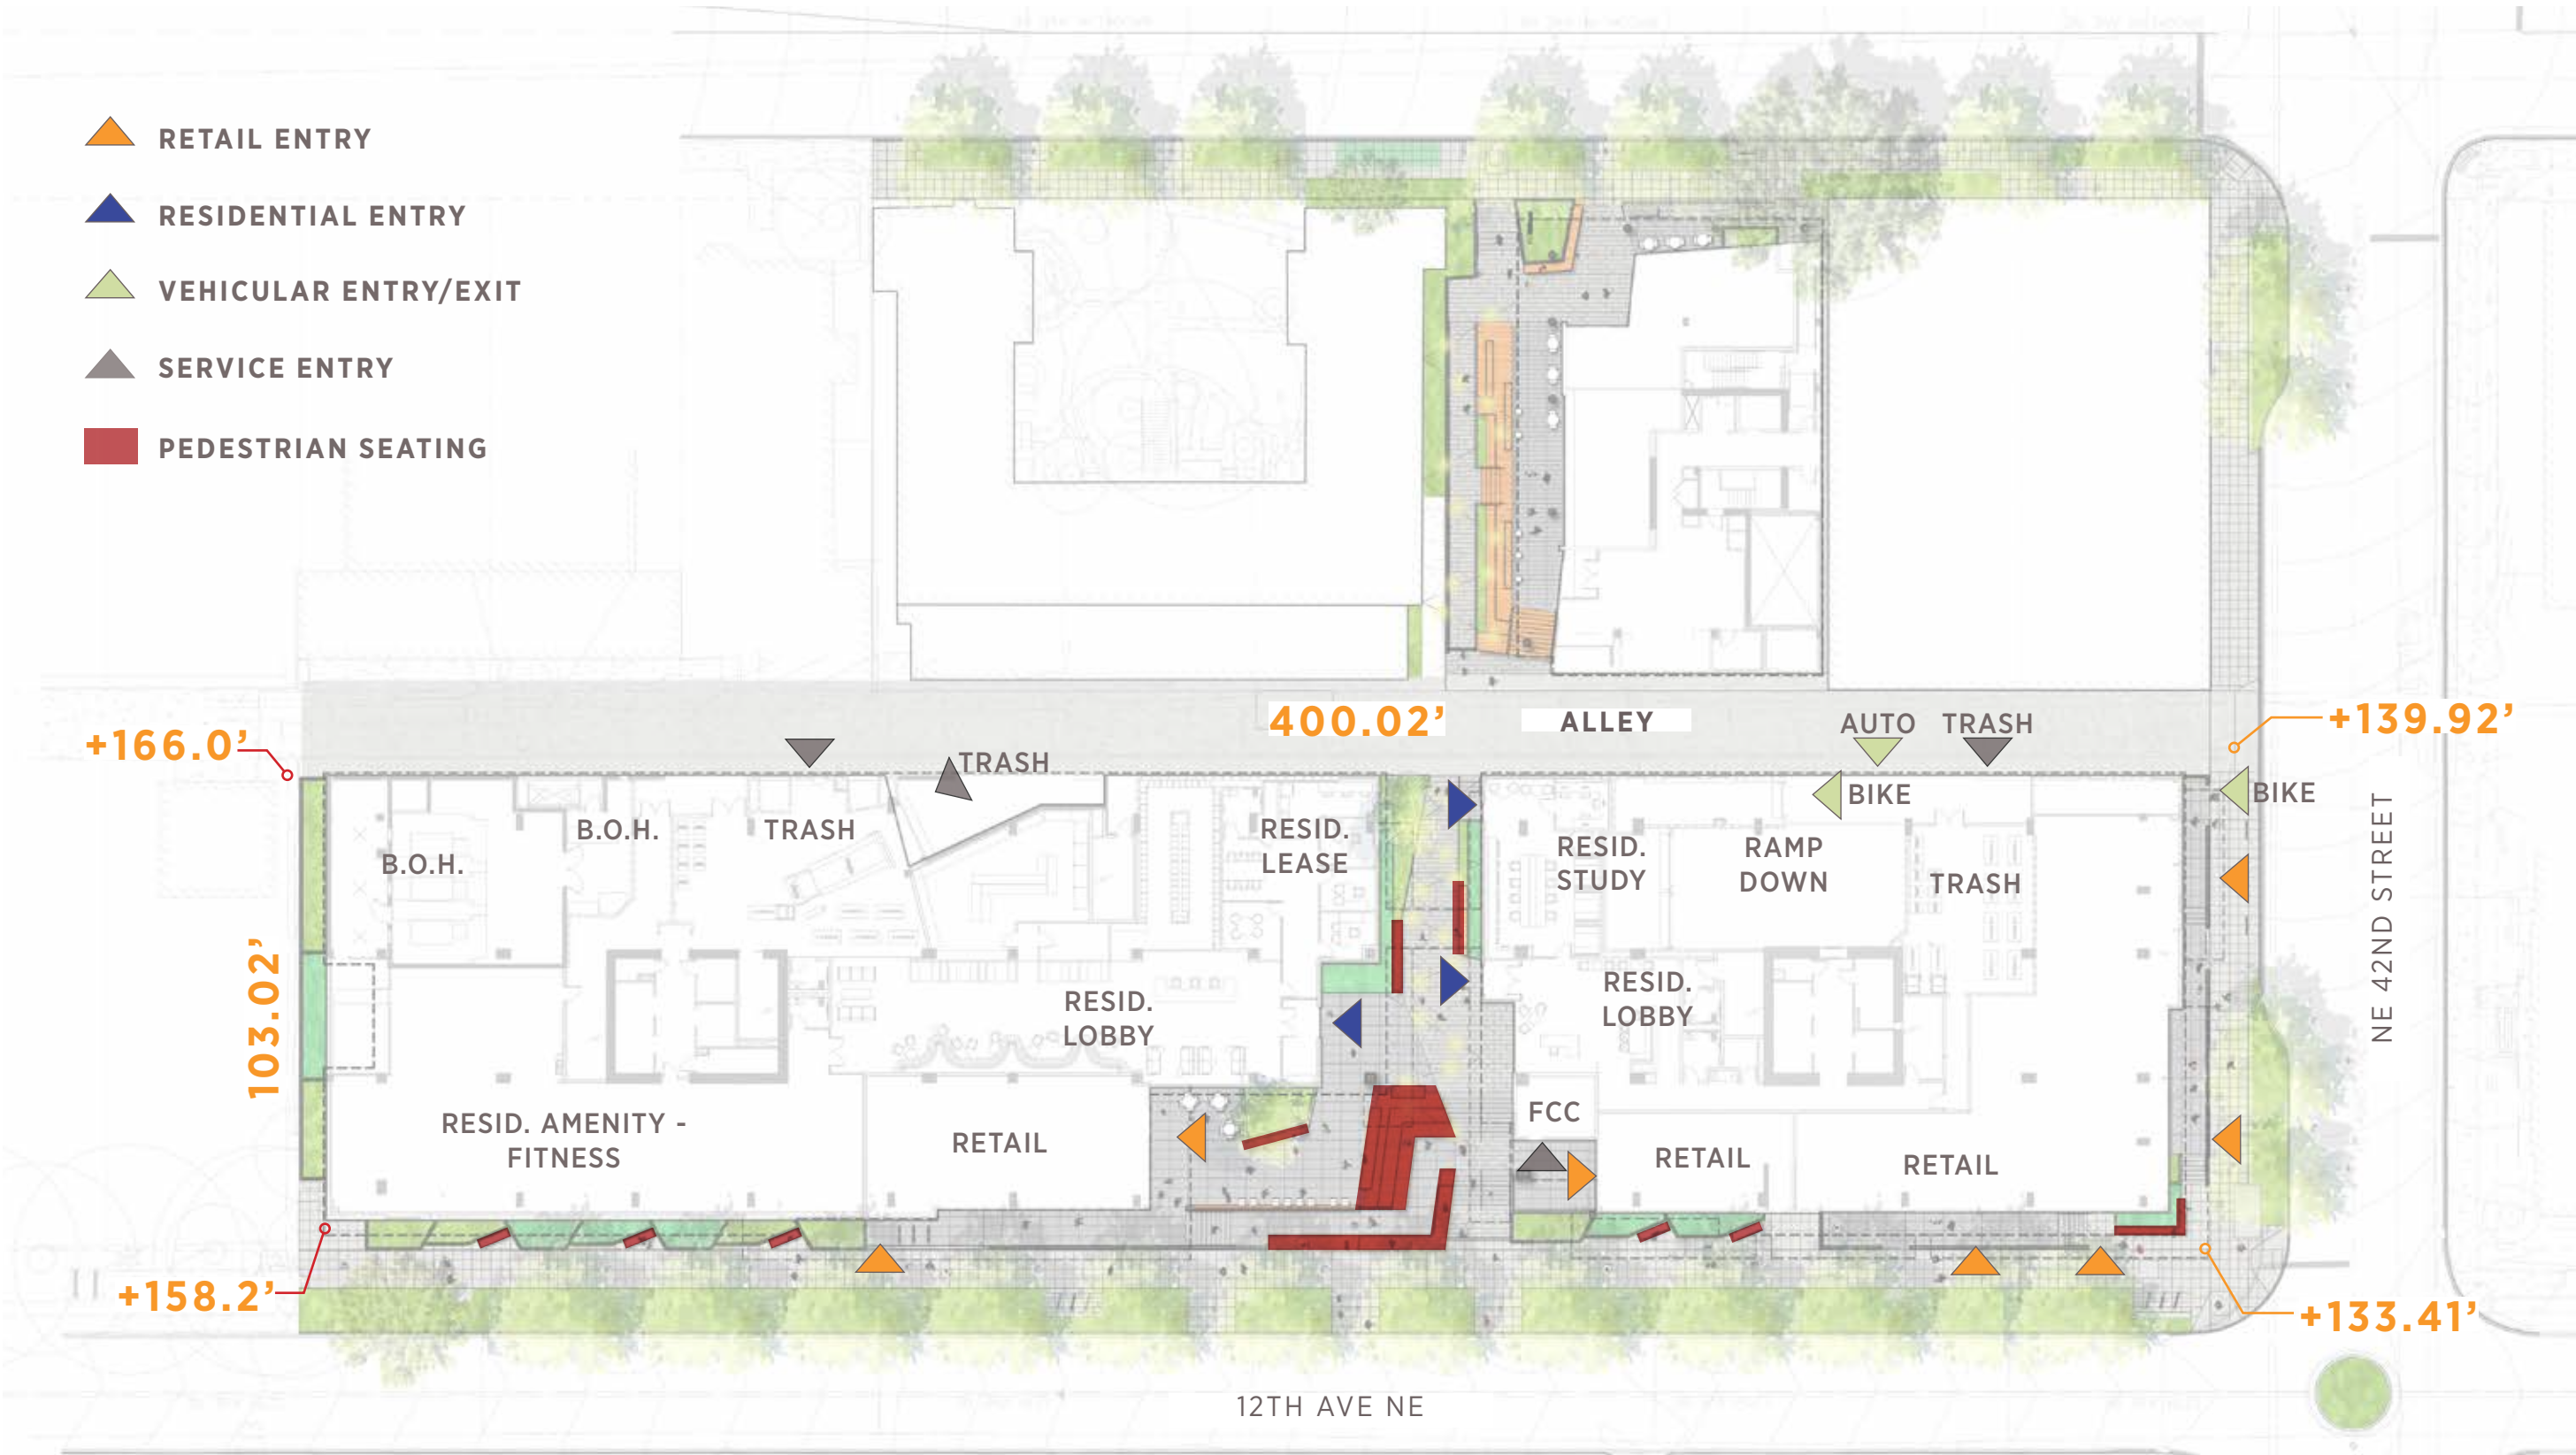 RETAIL ENTRY
RESIDENTIAL ENTRY
VEHICULAR ENTRY/EXIT
SERVICE ENTRY
PEDESTRIAN SEATING
400.02’
ALLEY
AUTO
TRASH
+139.92’
+166.0’
TRASH
BIKE
BIKE
B.O.H.
B.O.H.
TRASH
RESID.
LEASE
RESID.
STUDY
RAMP
DOWN
TRASH
NE 42ND STREET
103.02’
RESID.
LOBBY
RESID.
LOBBY
RESID. AMENITY -
FITNESS
RETAIL
FCC
RETAIL
RETAIL
+158.2’
+133.41’
12TH AVE NE